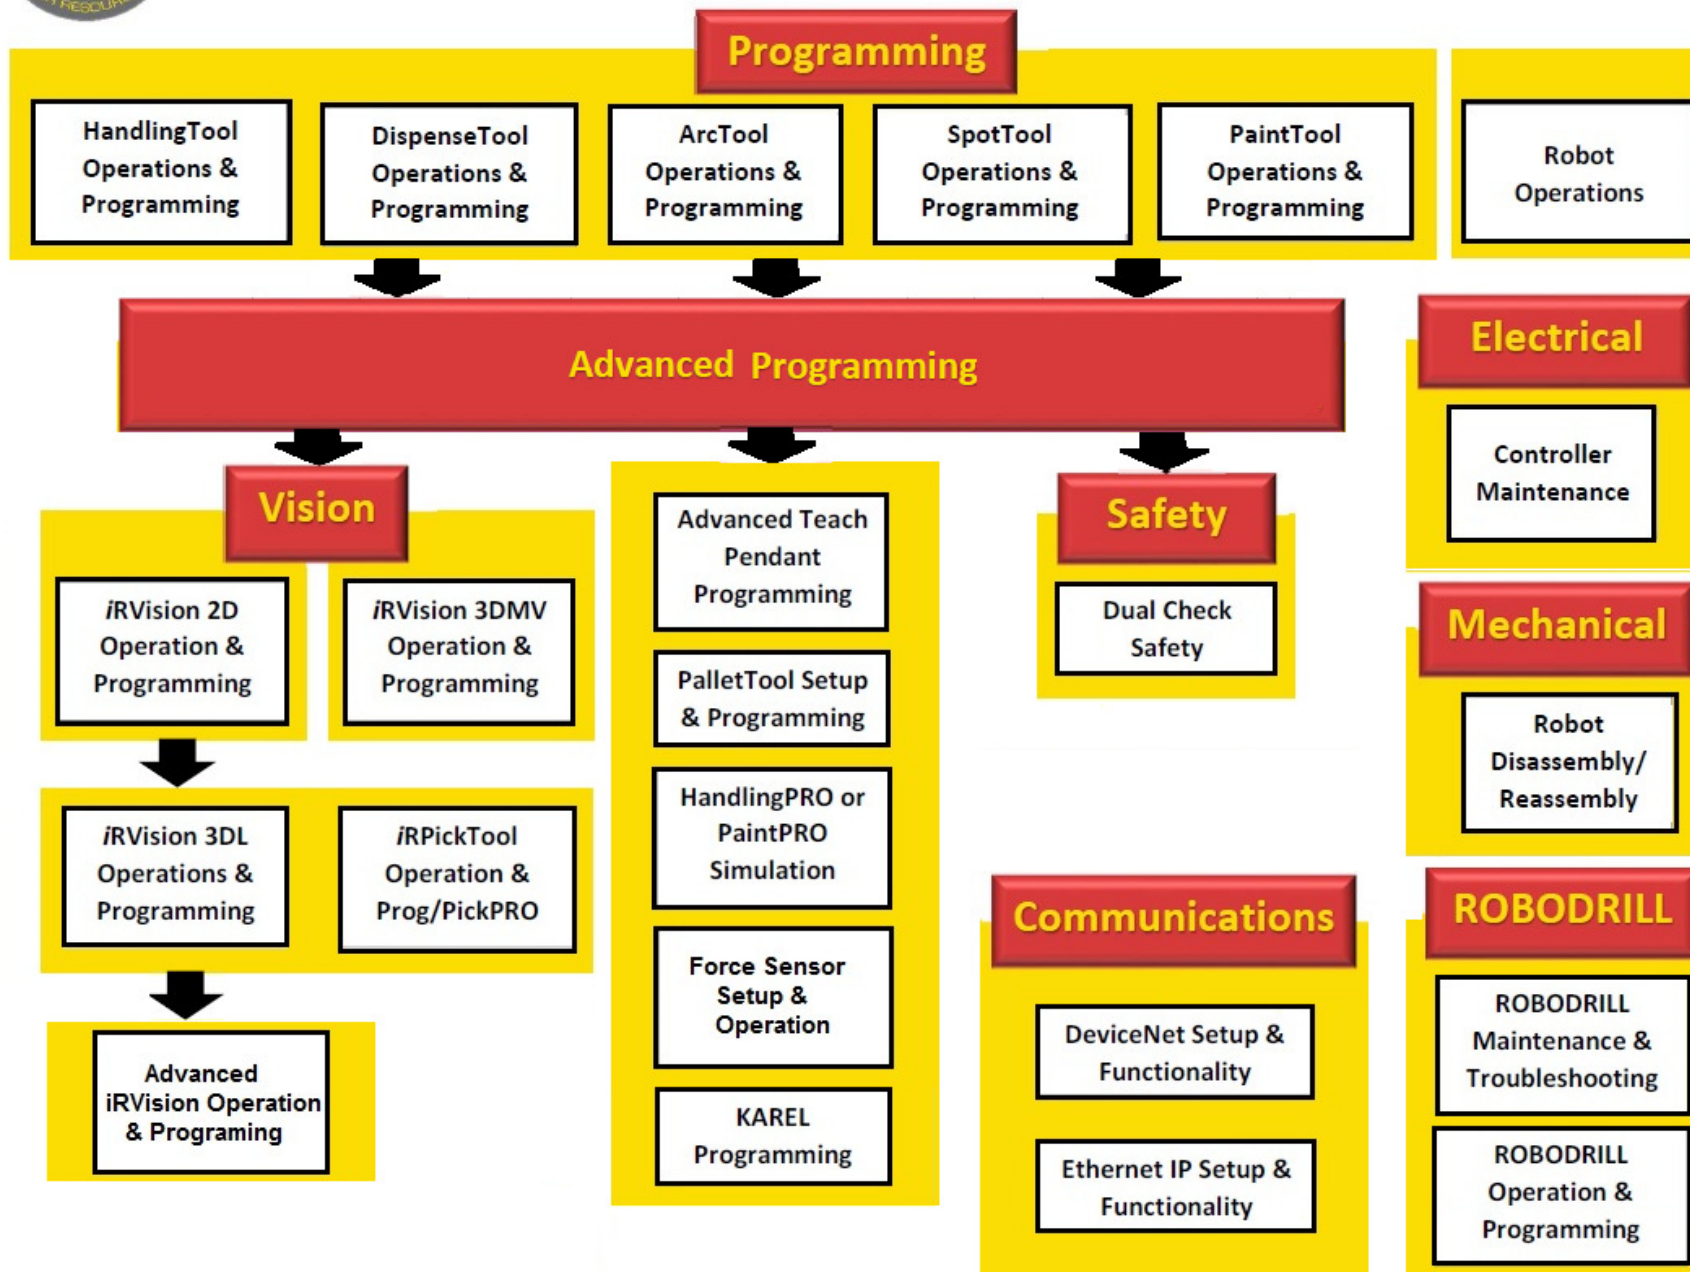 RESOUR
Programming
HandlingTool
Operations &
Programming
DispenseTool
Operations &
Programming
ArcTool
Operations &
Programming
SpotTool
Operations &
Programming
PaintTool
Operations &
Programming
Robot
Operations
Advanced Programming
Electrical
Controller
Maintenance
Vision
iRVision 2D
Operation &
Programming
iRVision 3DMV
Operation &
Programming
iRVision 3DL
Operations &
Programming
iRPickTool
Operation &
Prog/PickPRO
Advanced
iRVision Operation
& Programing
Advanced Teach
Pendant
Programming
PalletTool Setup
& Programming
HandlingPRO or
PaintPRO
Simulation
Force Sensor
Setup &
Operation
KAREL
Programming
Safety
Dual Check
Safety
Communications
DeviceNet Setup &
Functionality
Ethernet IP Setup &
Functionality
Mechanical
Robot
Disassembly/
Reassembly
ROBODRILL
ROBODRILL
Maintenance &
Troubleshooting
ROBODRILL
Operation &
Programming